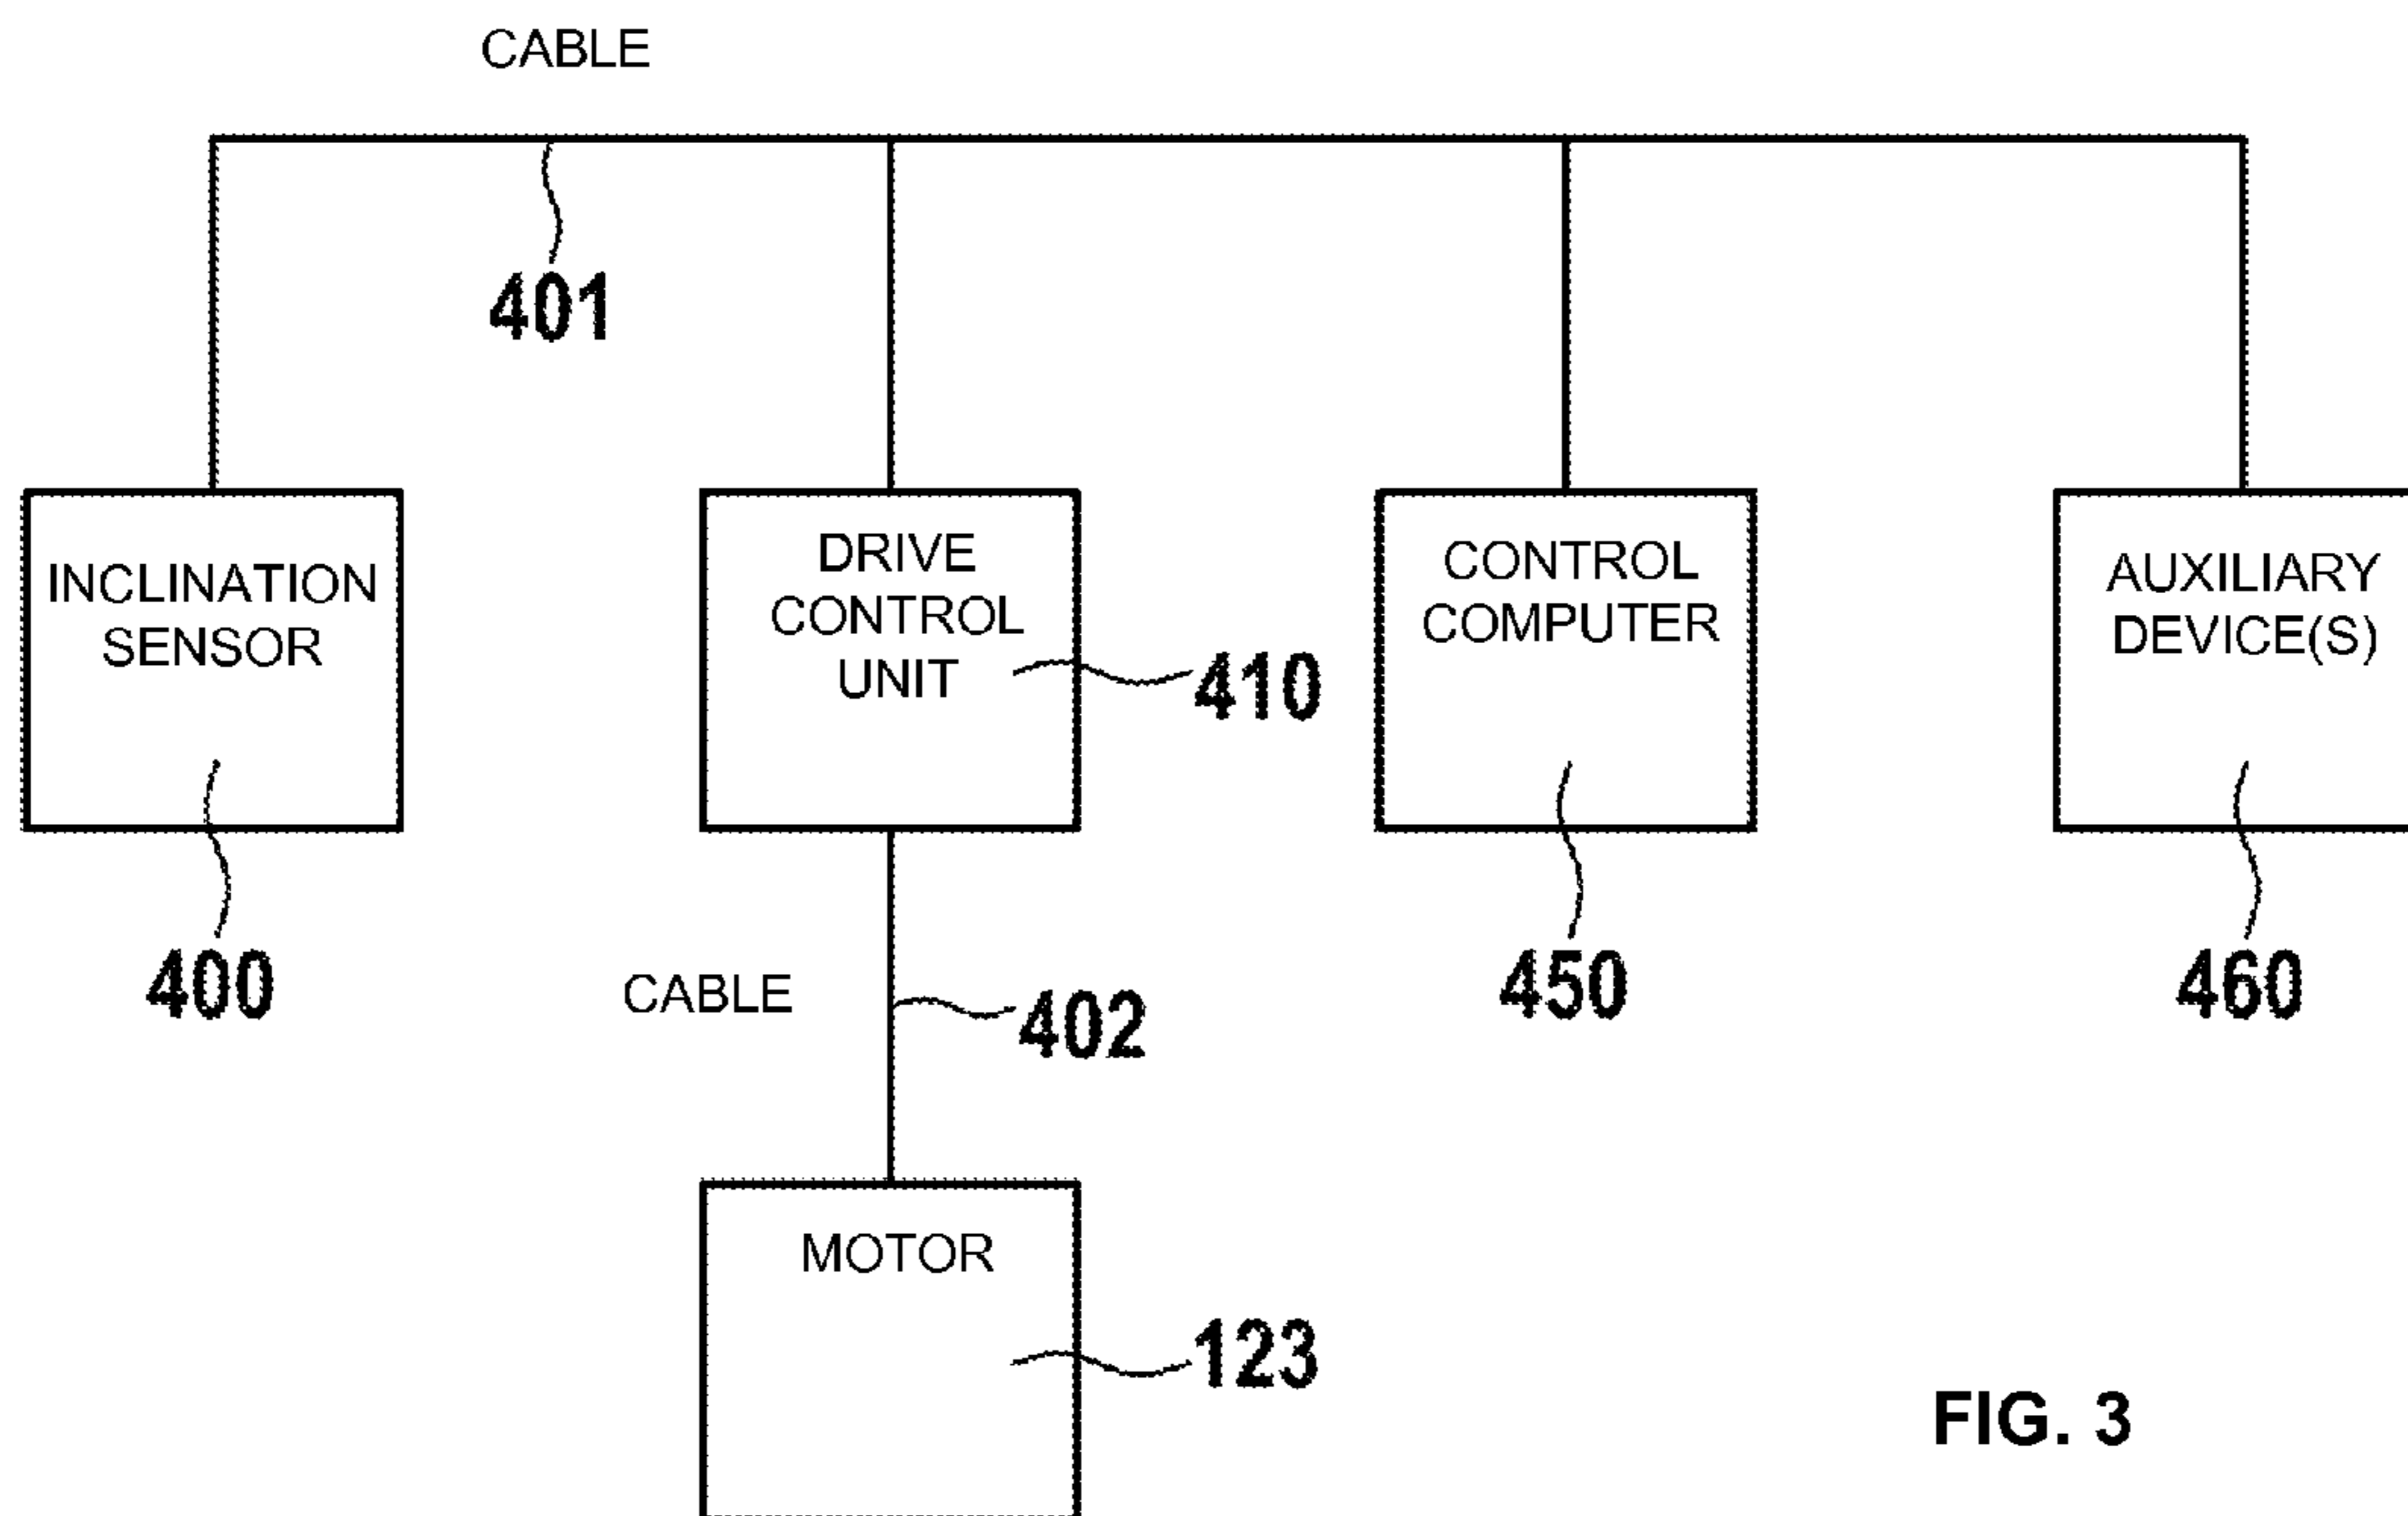 CABLE
401
INCLINATION
SENSOR
400
DRIVE
CONTROL
UNIT
410
CONTROL
COMPUTER
450
AUXILIARY
DEVICE(S)
460
CABLE
402
MOTOR
123
FIG. 3